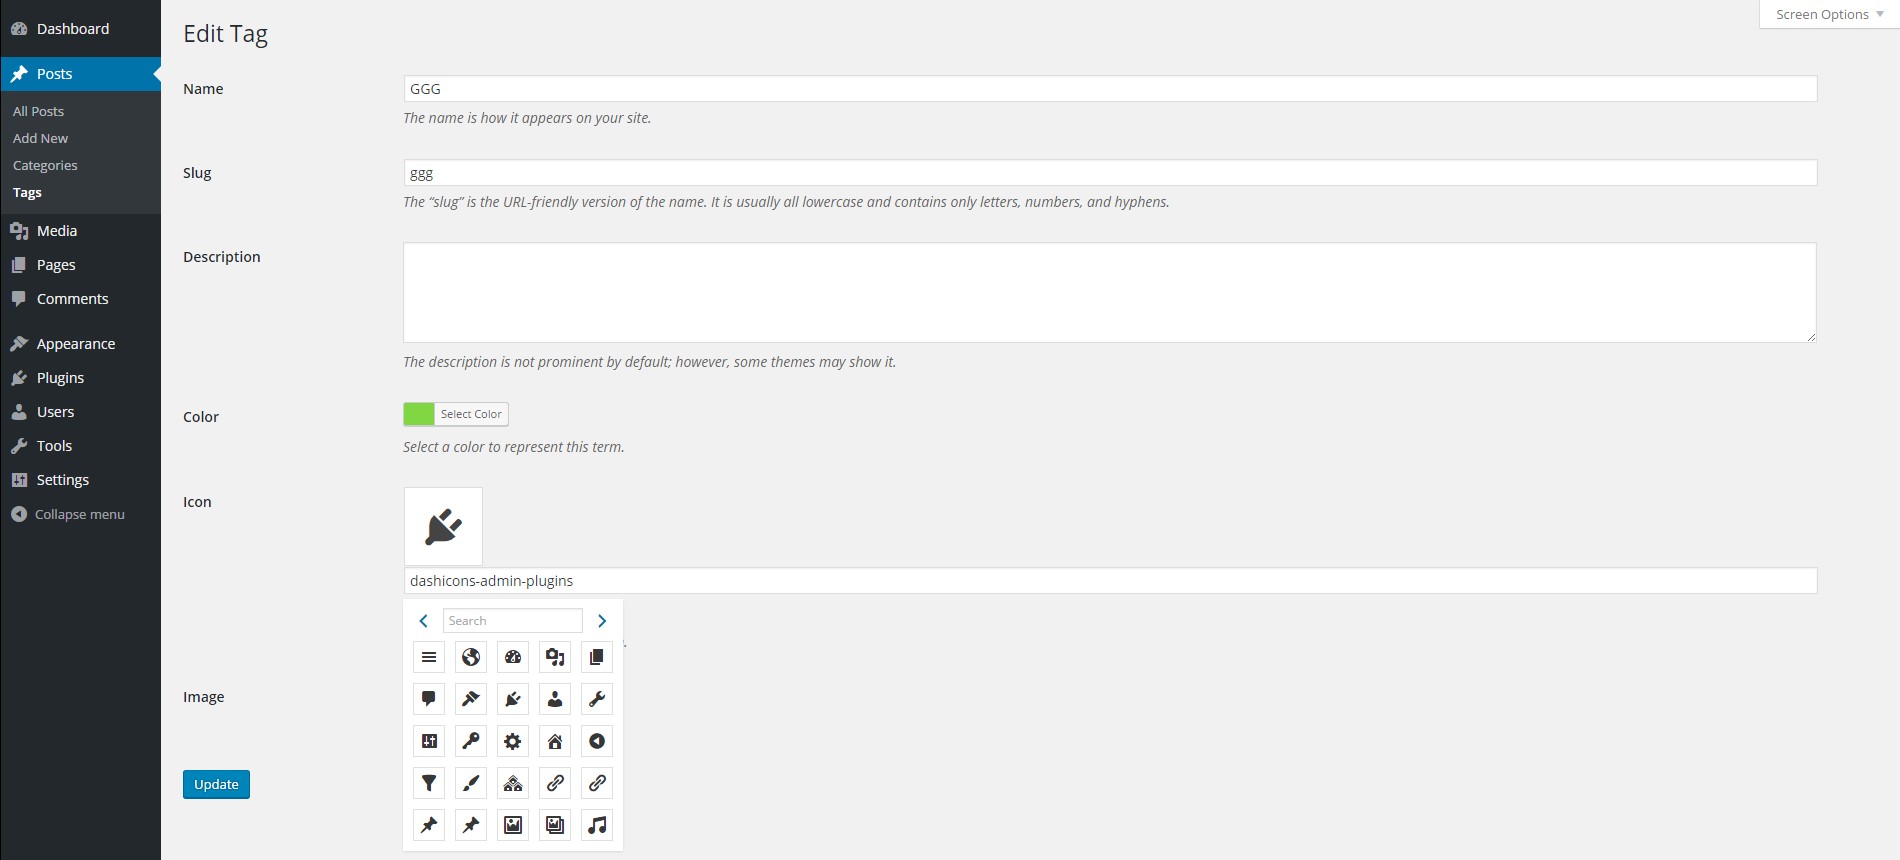 Dashboard
Posts
All Posts
Add New
Categories
Tags
Media
Pages
Comments
Appearance
Plugins
Users
Tools
Settings
Collapse menu
Screen Options
Edit Tag
Name
GGG
The name is how it appears on your site.
Slug
ggg
The “slug” is the URL-friendly version of the name. It is usually all lowercase and contains only letters, numbers, and hyphens.
Description
The description is not prominent by default; however, some themes may show it.
Color
Select Color
Select a color to represent this term.
Icon
dashicons-admin-plugins
Search
Image
Update